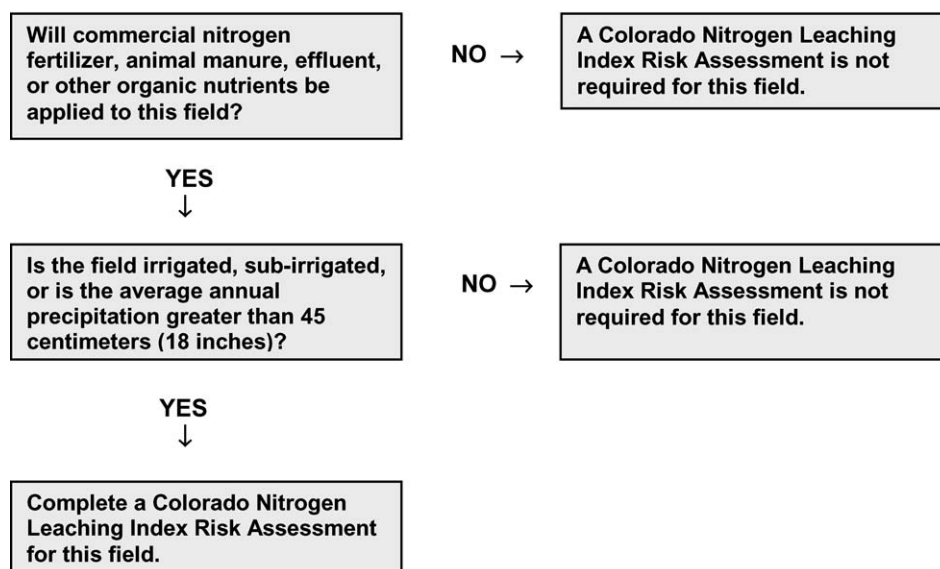 Will commercial nitrogen
fertilizer, animal manure, effluent,
or other organic nutrients be
applied to this field?
NO →
A Colorado Nitrogen Leaching
Index Risk Assessment is not
required for this field.
YES
↓
Is the field irrigated, sub-irrigated,
or is the average annual
precipitation greater than 45
centimeters (18 inches)?
NO →
A Colorado Nitrogen Leaching
Index Risk Assessment is not
required for this field.
YES
↓
Complete a Colorado Nitrogen
Leaching Index Risk Assessment
for this field.